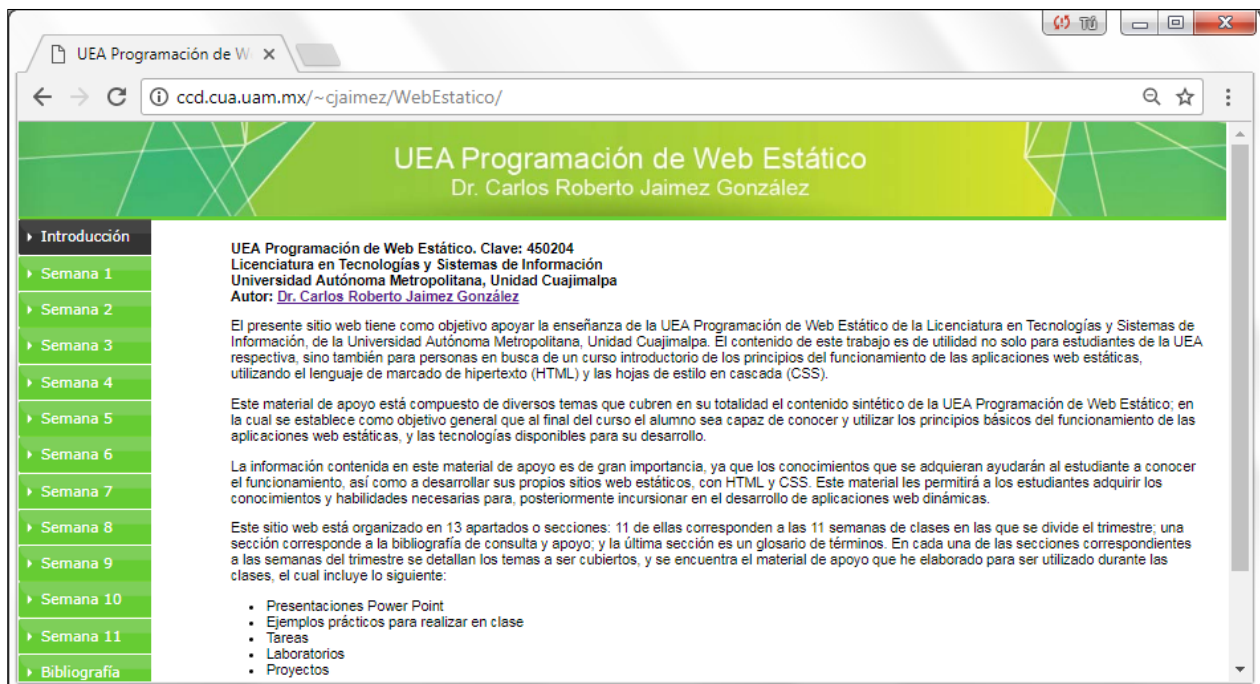 Tú
UEA Programación de W
ccd.cua.uam.mx/~cjaimez/WebEstatico/
UEA Programación de Web Estático
Dr. Carlos Roberto Jaimez González
Introducción
Semana 1
Semana 2
Semana 3
Semana 4
Semana 5
Semana 6
Semana 7
Semana 8
Semana 9
Semana 10
Semana 11
Bibliografía
UEA Programación de Web Estático. Clave: 450204
Licenciatura en Tecnologías y Sistemas de Información
Universidad Autónoma Metropolitana, Unidad Cuajimalpa
Autor: Dr. Carlos Roberto Jaimez González
El presente sitio web tiene como objetivo apoyar la enseñanza de la UEA Programación de Web Estático de la Licenciatura en Tecnologías y Sistemas de
Información, de la Universidad Autónoma Metropolitana, Unidad Cuajimalpa. El contenido de este trabajo es de utilidad no solo para estudiantes de la UEA
respectiva, sino también para personas en busca de un curso introductorio de los principios del funcionamiento de las aplicaciones web estáticas,
utilizando el lenguaje de marcado de hipertexto (HTML) y las hojas de estilo en cascada (CSS).
Este material de apoyo está compuesto de diversos temas que cubren en su totalidad el contenido sintético de la UEA Programación de Web Estático; en
la cual se establece como objetivo general que al final del curso el alumno sea capaz de conocer y utilizar los principios básicos del funcionamiento de las
aplicaciones web estáticas, y las tecnologías disponibles para su desarrollo.
La información contenida en este material de apoyo es de gran importancia, ya que los conocimientos que se adquieran ayudarán al estudiante a conocer
el funcionamiento, así como a desarrollar sus propios sitios web estáticos, con HTML y CSS. Este material les permitirá a los estudiantes adquirir los
conocimientos y habilidades necesarias para, posteriormente incursionar en el desarrollo de aplicaciones web dinámicas.
Este sitio web está organizado en 13 apartados o secciones: 11 de ellas corresponden a las 11 semanas de clases en las que se divide el trimestre; una
sección corresponde a la bibliografía de consulta y apoyo; y la última sección es un glosario de términos. En cada una de las secciones correspondientes
a las semanas del trimestre se detallan los temas a ser cubiertos, y se encuentra el material de apoyo que he elaborado para ser utilizado durante las
clases, el cual incluye lo siguiente:
• Presentaciones Power Point
• Ejemplos prácticos para realizar en clase
• Tareas
• Laboratorios
• Proyectos